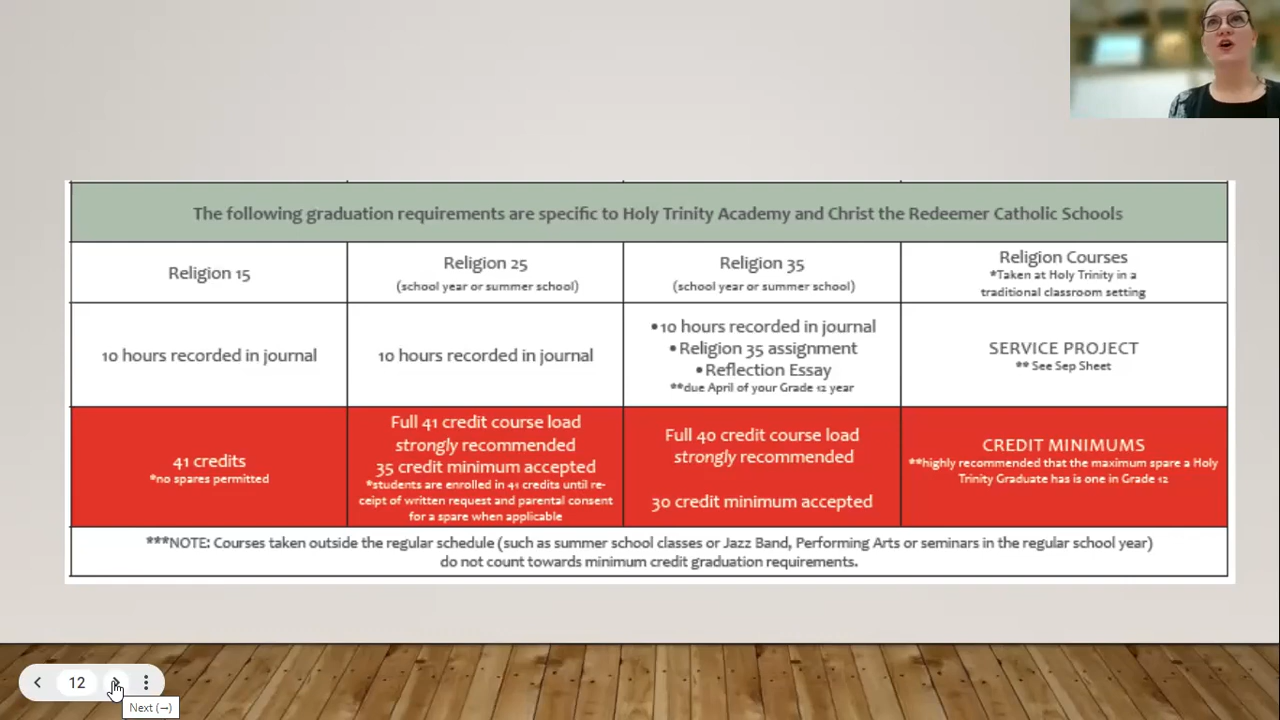 The following graduation requirements are specific to Holy Trinity Academy and Christ the Redeemer Catholic Schools
Religion 15
Religion 25
(school year or summer school)
Religion 35
(school year or summer school)
Religion Courses
*Taken at Holy Trinity in a
traditional classroom setting
10 hours recorded in journal
10 hours recorded in journal
•10 hours recorded in journal
•Religion 35 assignment
•Reflection Essay
**due April of your Grade 12 year
SERVICE PROJECT
** See Sep Sheet
41 credits
*no spares permitted
Full 41 credit course load
strongly recommended
35 credit minimum accepted
*students are enrolled in 41 credits until re-
ceipt of written request and parental consent
for a spare when applicable
Full 40 credit course load
strongly recommended
30 credit minimum accepted
CREDIT MINIMUMS
**highly recommended that the maximum spare a Holy
Trinity Graduate has is one in Grade 12
***NOTE: Courses taken outside the regular schedule (such as summer school classes or Jazz Band, Performing Arts or seminars in the regular school year)
do not count towards minimum credit graduation requirements.
12
Next (→)